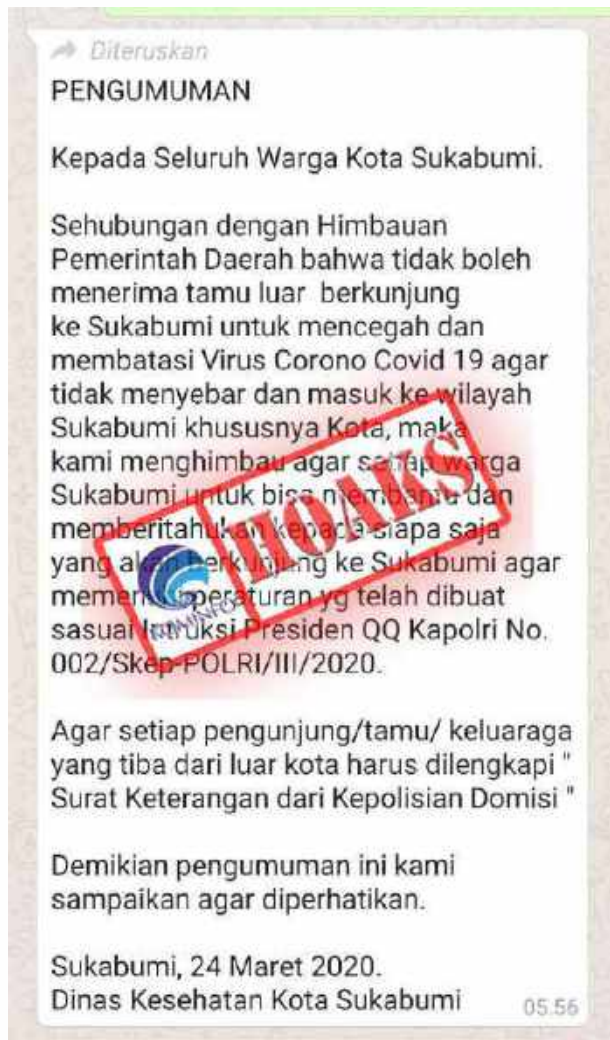 Diteruskan
PENGUMUMAN
Kepada Seluruh Warga Kota Sukabumi.
Sehubungan dengan Himbauan
Pemerintah Daerah bahwa tidak boleh
menerima tamu luar berkunjung
ke Sukabumi untuk mencegah dan
membatasi Virus Corono Covid 19 agar
tidak menyebar dan masuk ke wilayah
Sukabumi khususnya Kota, maka
kami menghimbau agar setiap warga
Sukabumi untuk bisa membantu dan
memberitahukan kepada siapa saja
yang akan berkunjung ke Sukabumi agar
peraturan yg telah dibuat
sasuai Presiden QQ Kapolri No.
002/Skep-POLRI/III/2020.
HOAKS
KOMINFO
Agar setiap pengunjung/tamu/ keluaraga
yang tiba dari luar kota harus dilengkapi "
Surat Keterangan dari Kepolisian Domisi "
Demikian pengumuman ini kami
sampaikan agar diperhatikan.
Sukabumi, 24 Maret 2020.
Dinas Kesehatan Kota Sukabumi
05.56